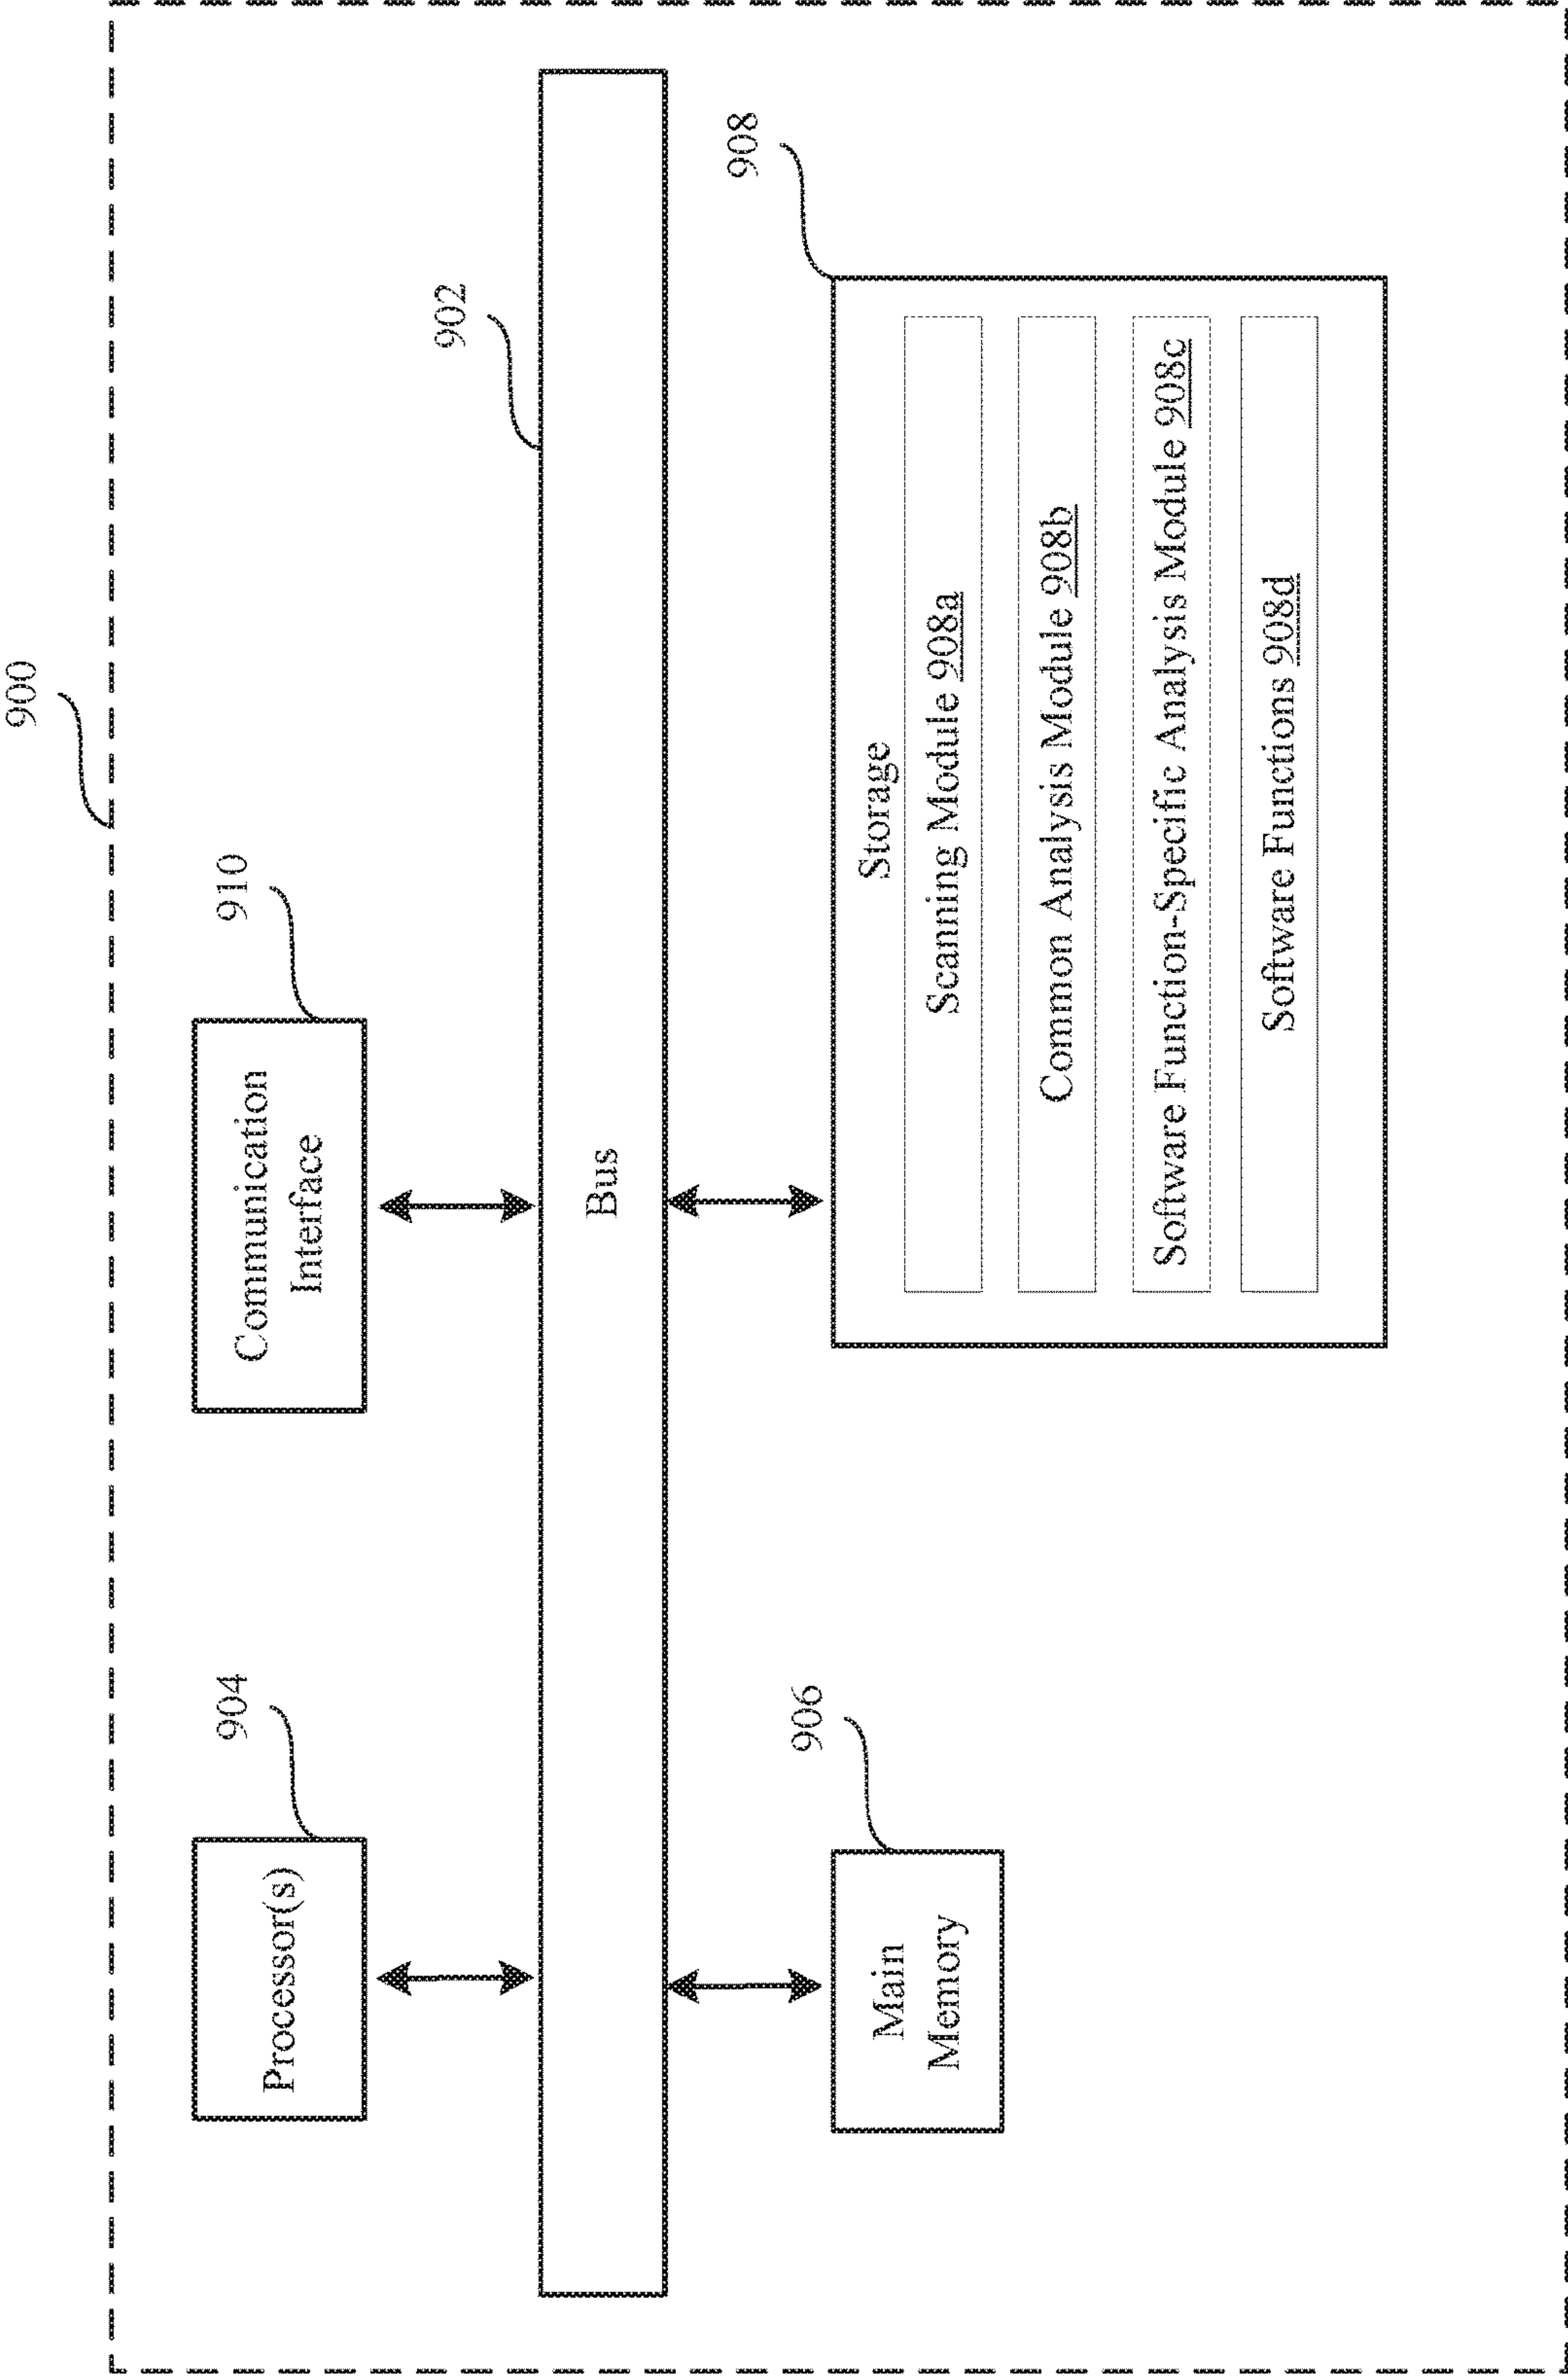 900
904
Processor(s)
910
Communication
Interface
902
Bus
906
Main
Memory
908
Storage
Scanning Module 908a
Common Analysis Module 908b
Software Function-Specific Analysis Module 908c
Software Functions 908d